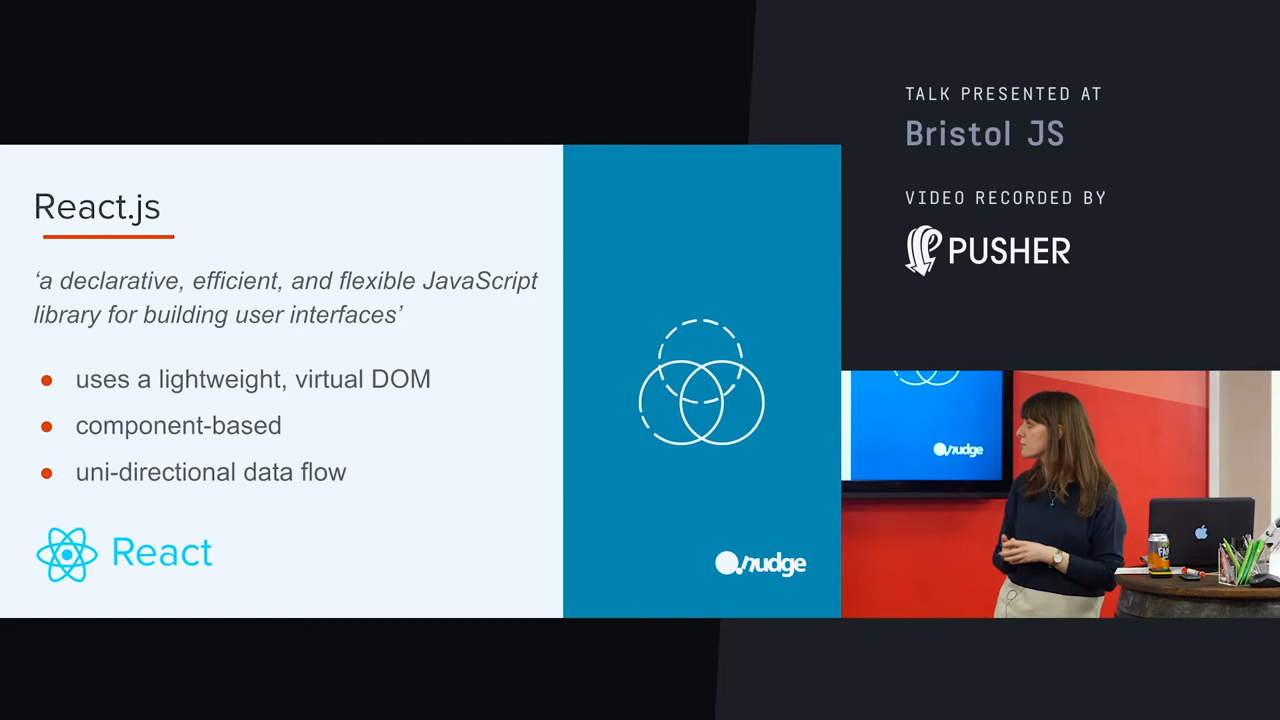 TALK PRESENTED AT
Bristol JS
VIDEO RECORDED BY
PUSHER
React.js
‘a declarative, efficient, and flexible JavaScript
library for building user interfaces’
uses a lightweight, virtual DOM
component-based
uni-directional data flow
React
nudge
nudge